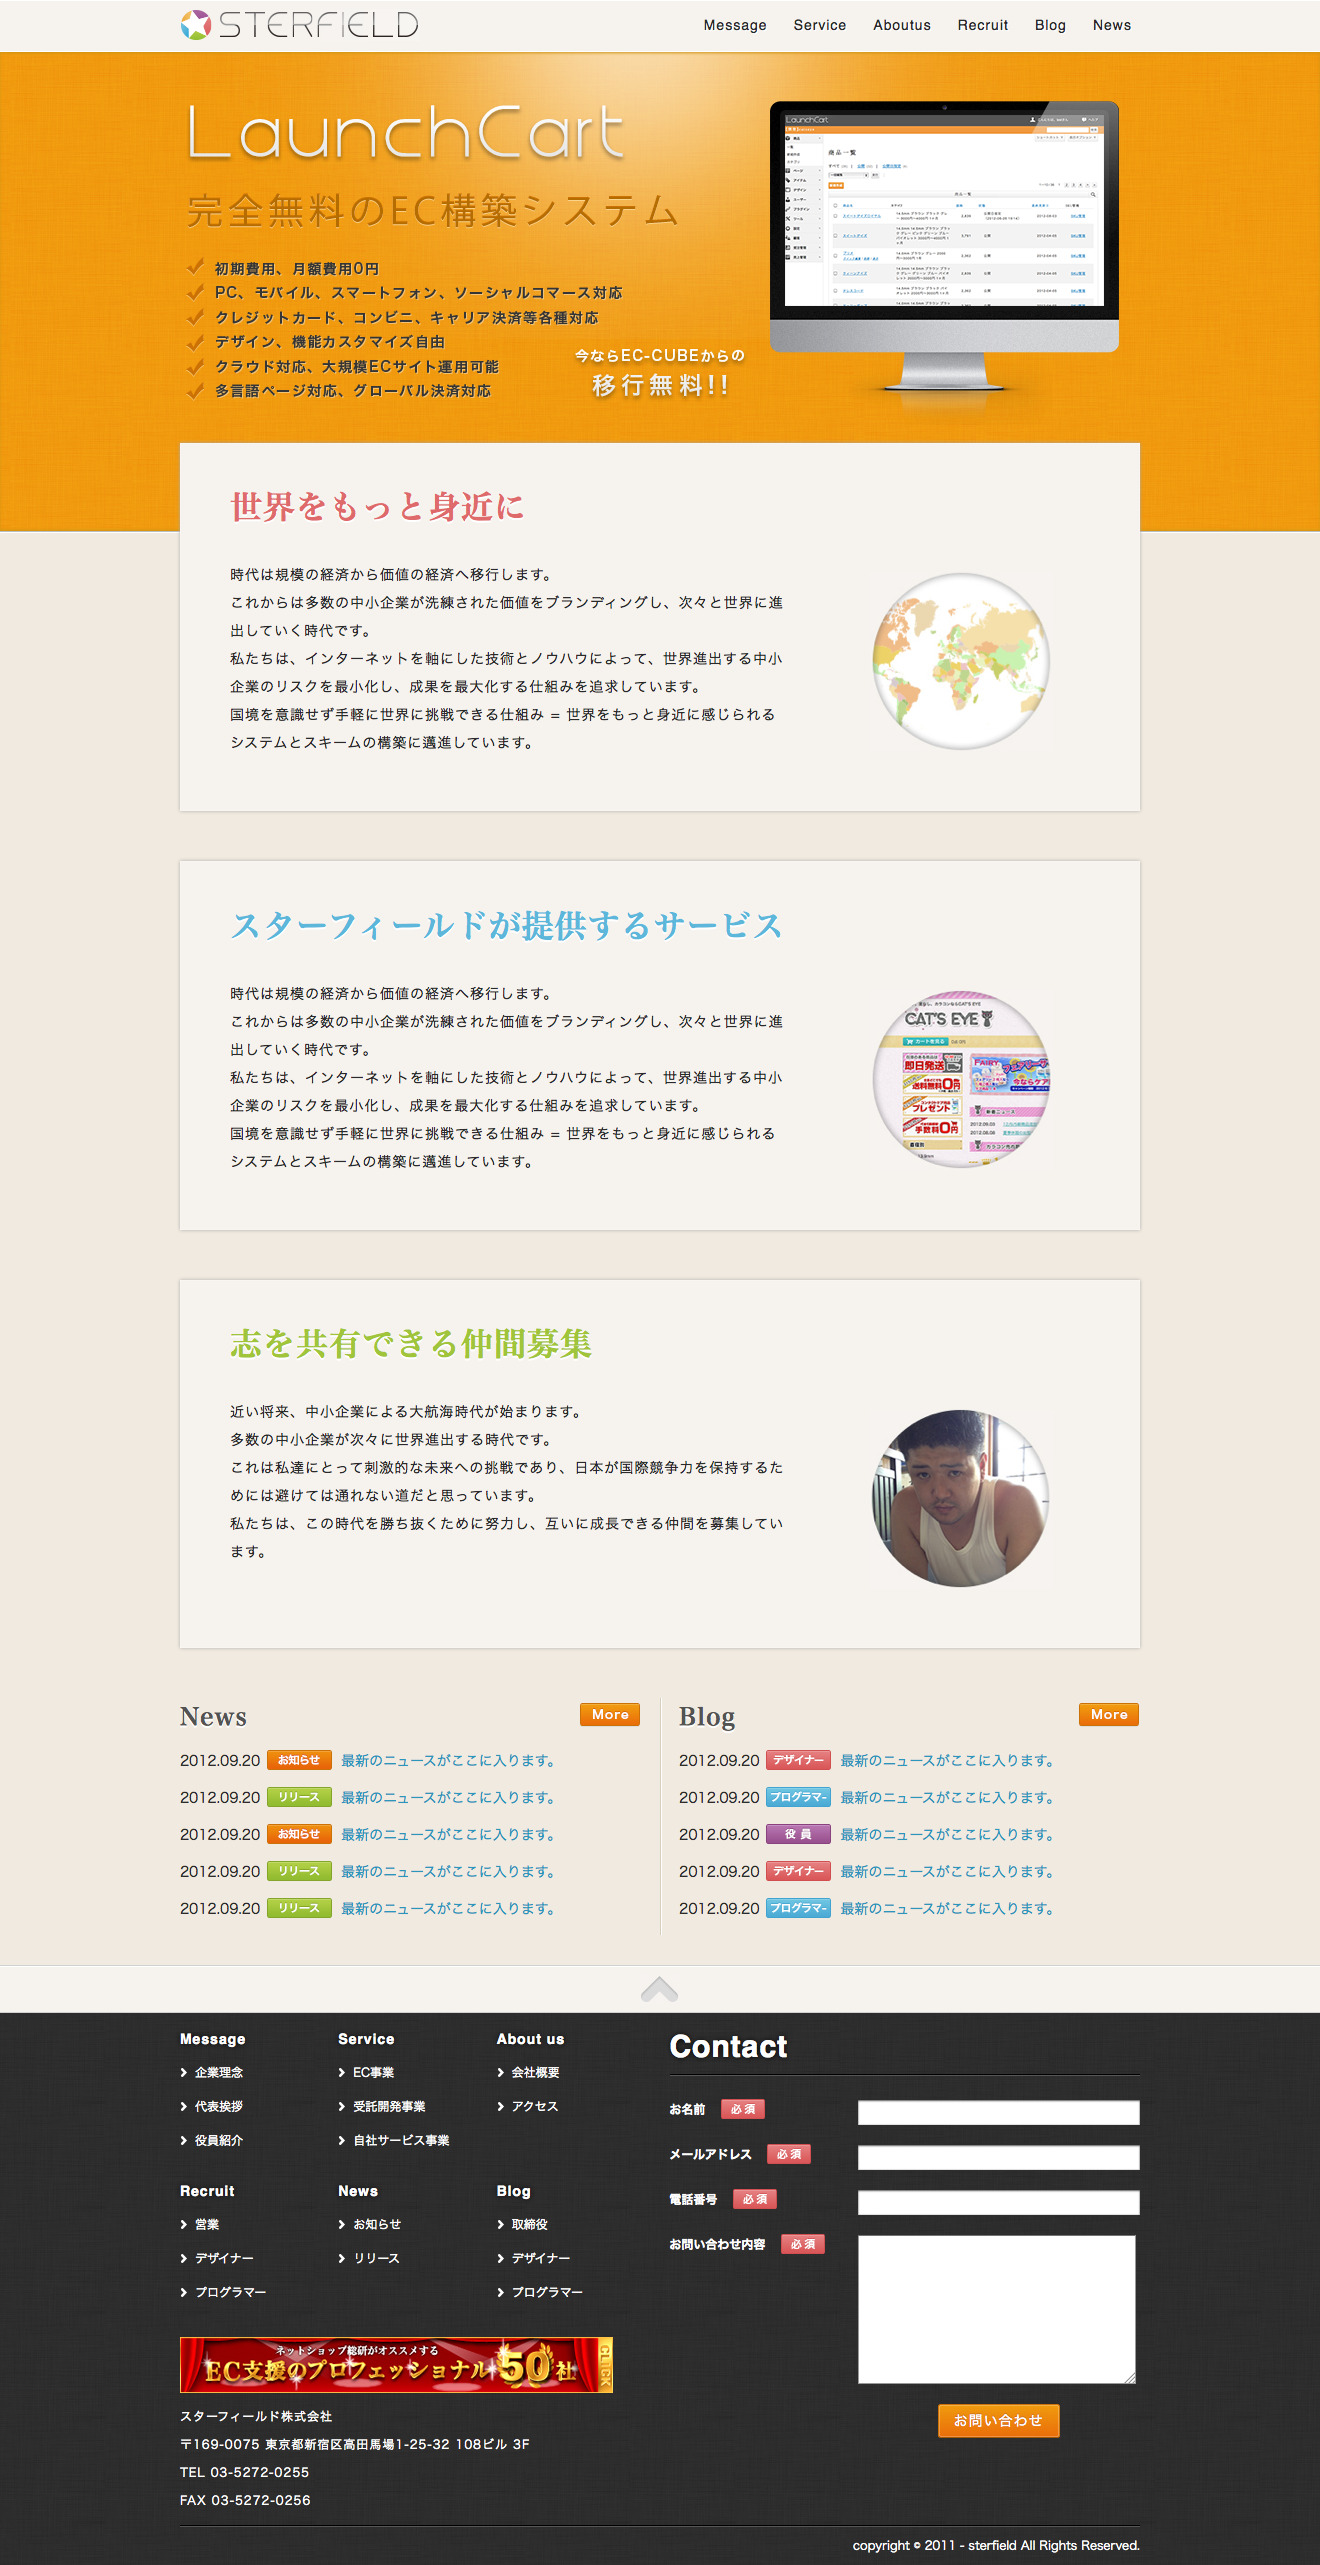 STERFIELD
Message Service Aboutus Recruit Blog News
LaunchCart
完全無料のEC構築システム
初期費用、月額費用0円
PC、モバイル、スマートフォン、ソーシャルコマース対応
クレジットカード、コンビニ、キャリア決済等各種対応
デザイン、機能カスタマイズ自由
クラウド対応、大規模ECサイト運用可能
多言語ページ対応、グローバル決済対応
今ならEC-CUBEからの
移行無料!!
LaunchCart
商品一覧
世界をもっと身近に
時代は規模の経済から価値の経済へ移行します。
これからは多数の中小企業が洗練された価値をブランディングし、次々と世界に進
出していく時代です。
私たちは、インターネットを軸にした技術とノウハウによって、世界進出する中小
企業のリスクを最小化し、成果を最大化する仕組みを追求しています。
国境を意識せず手軽に世界に挑戦できる仕組み = 世界をもっと身近に感じられる
システムとスキームの構築に邁進しています。
スターフィールドが提供するサービス
時代は規模の経済から価値の経済へ移行します。
これからは多数の中小企業が洗練された価値をブランディングし、次々と世界に進
出していく時代です。
私たちは、インターネットを軸にした技術とノウハウによって、世界進出する中小
企業のリスクを最小化し、成果を最大化する仕組みを追求しています。
国境を意識せず手軽に世界に挑戦できる仕組み = 世界をもっと身近に感じられる
システムとスキームの構築に邁進しています。
CAT'S EYE
カートを見る
即日発送
送料無料0円
プレゼント
手数料0円
FAIRY
新着ニュース
志を共有できる仲間募集
近い将来、中小企業による大航海時代が始まります。
多数の中小企業が次々に世界進出する時代です。
これは私達にとって刺激的な未来への挑戦であり、日本が国際競争力を保持するた
めには避けては通れない道だと思っています。
私たちは、この時代を勝ち抜くために努力し、互いに成長できる仲間を募集してい
ます。
News More
2012.09.20 お知らせ 最新のニュースがここに入ります。
2012.09.20 リリース 最新のニュースがここに入ります。
2012.09.20 お知らせ 最新のニュースがここに入ります。
2012.09.20 リリース 最新のニュースがここに入ります。
2012.09.20 リリース 最新のニュースがここに入ります。
Blog More
2012.09.20 デザイナー 最新のニュースがここに入ります。
2012.09.20 プログラマー 最新のニュースがここに入ります。
2012.09.20 役員 最新のニュースがここに入ります。
2012.09.20 デザイナー 最新のニュースがここに入ります。
2012.09.20 プログラマー 最新のニュースがここに入ります。
Message
企業理念
代表挨拶
役員紹介
Service
EC事業
受託開発事業
自社サービス事業
About us
会社概要
アクセス
Recruit
営業
デザイナー
プログラマー
News
お知らせ
リリース
Blog
取締役
デザイナー
プログラマー
ネットショップ総研がオススメする
EC支援のプロフェッショナル50社
CLICK
スターフィールド株式会社
〒169-0075 東京都新宿区高田馬場1-25-32 108ビル 3F
TEL 03-5272-0255
FAX 03-5272-0256
Contact
お名前 必須
メールアドレス 必須
電話番号 必須
お問い合わせ内容 必須
お問い合わせ
copyright © 2011 - sterfield All Rights Reserved.